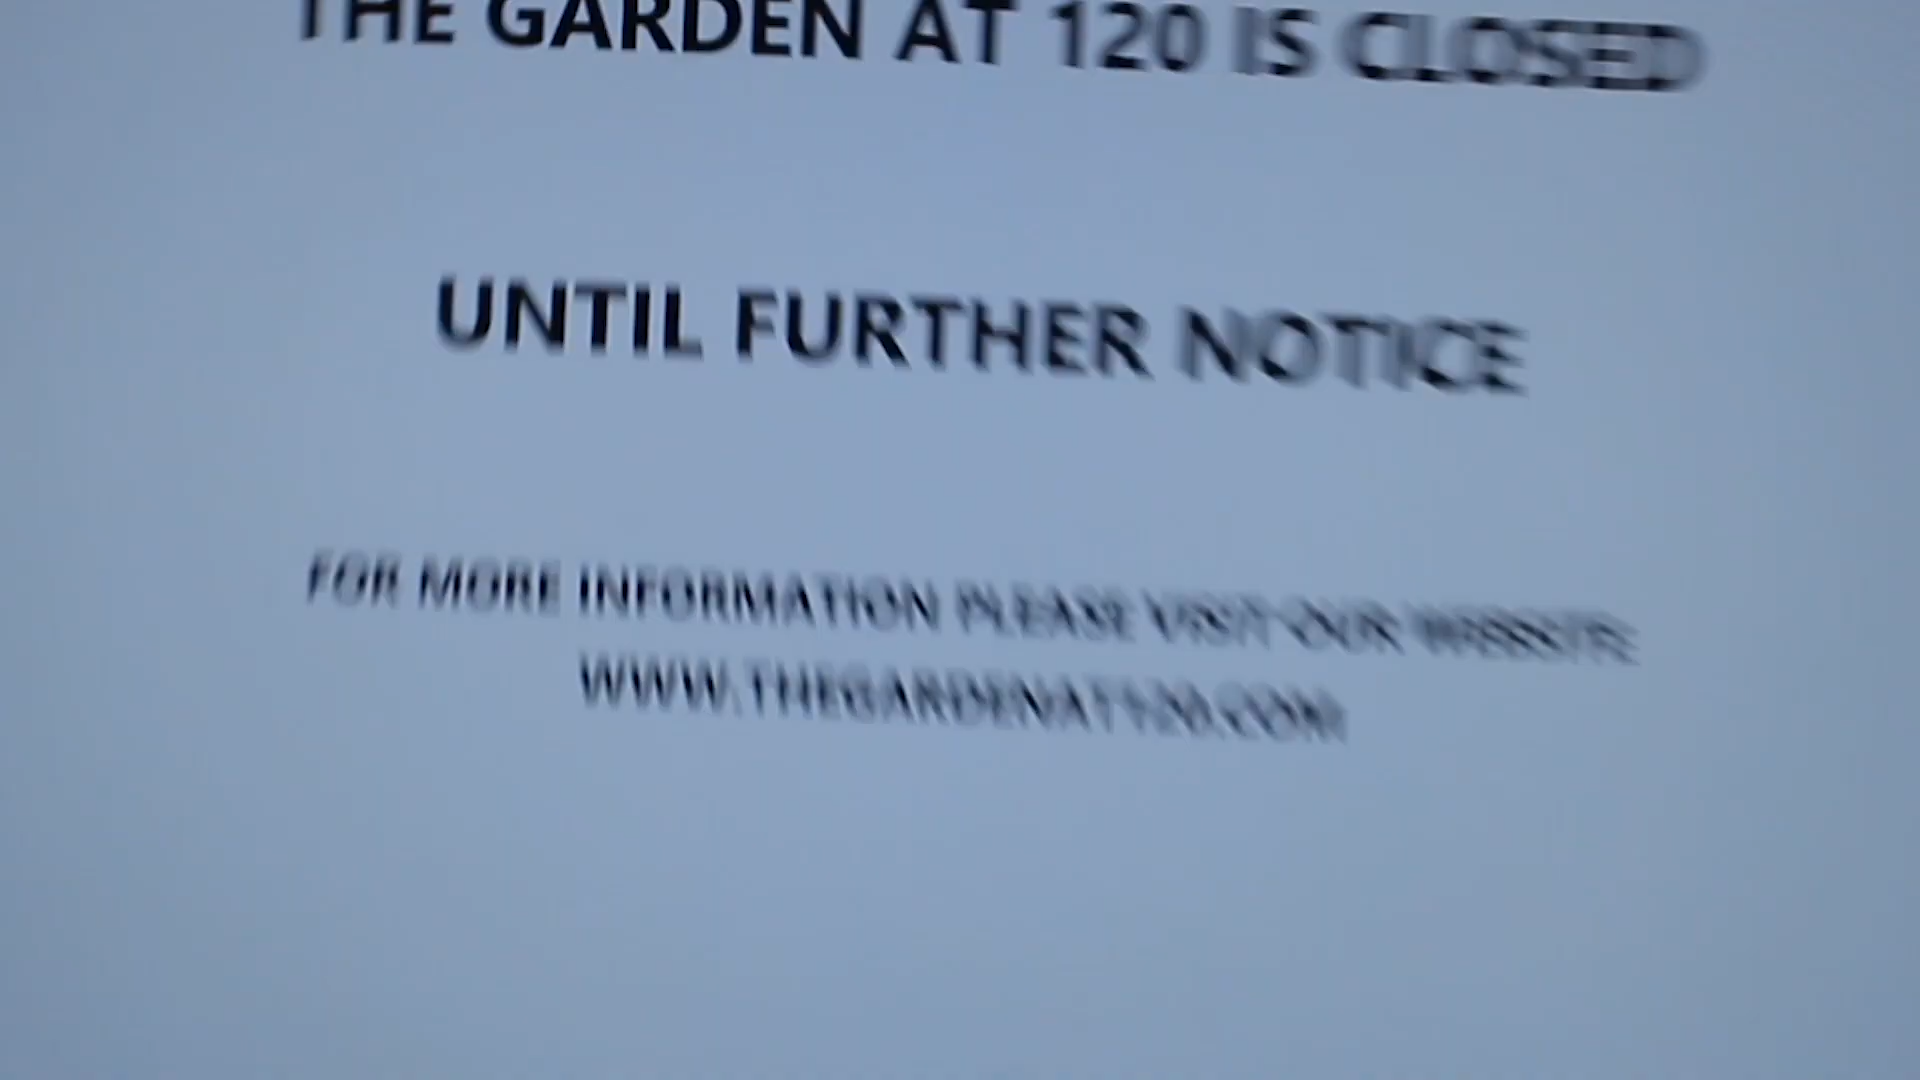 THE GARDEN AT 120 IS CLOSED
UNTIL FURTHER NOTICE
FOR MORE INFORMATION PLEASE VISIT OUR WEBSITE
WWW.THEGARDENAT120.COM